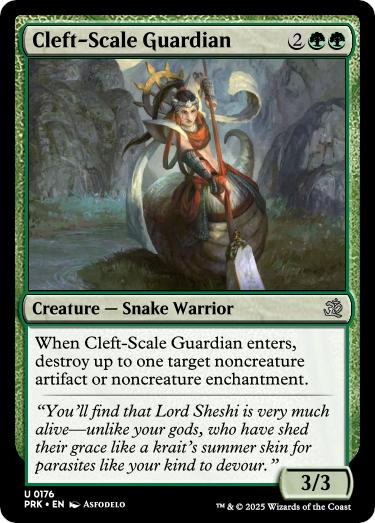 Cleft-Scale Guardian 2
Creature — Snake Warrior
When Cleft-Scale Guardian enters,
destroy up to one target noncreature
artifact or noncreature enchantment.
“You’ll find that Lord Sheshi is very much
alive—unlike your gods, who have shed
their grace like a krait’s summer skin for
parasites like your kind to devour.”
3/3
U 0176
PRK • EN Asfodelo
™ & © 2025 Wizards of the Coast